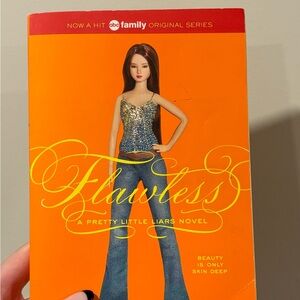 NOW A HIT abc family ORIGINAL SERIES
Flawless
A PRETTY LITTLE LIARS NOVEL
BEAUTY
IS ONLY
SKIN DEEP